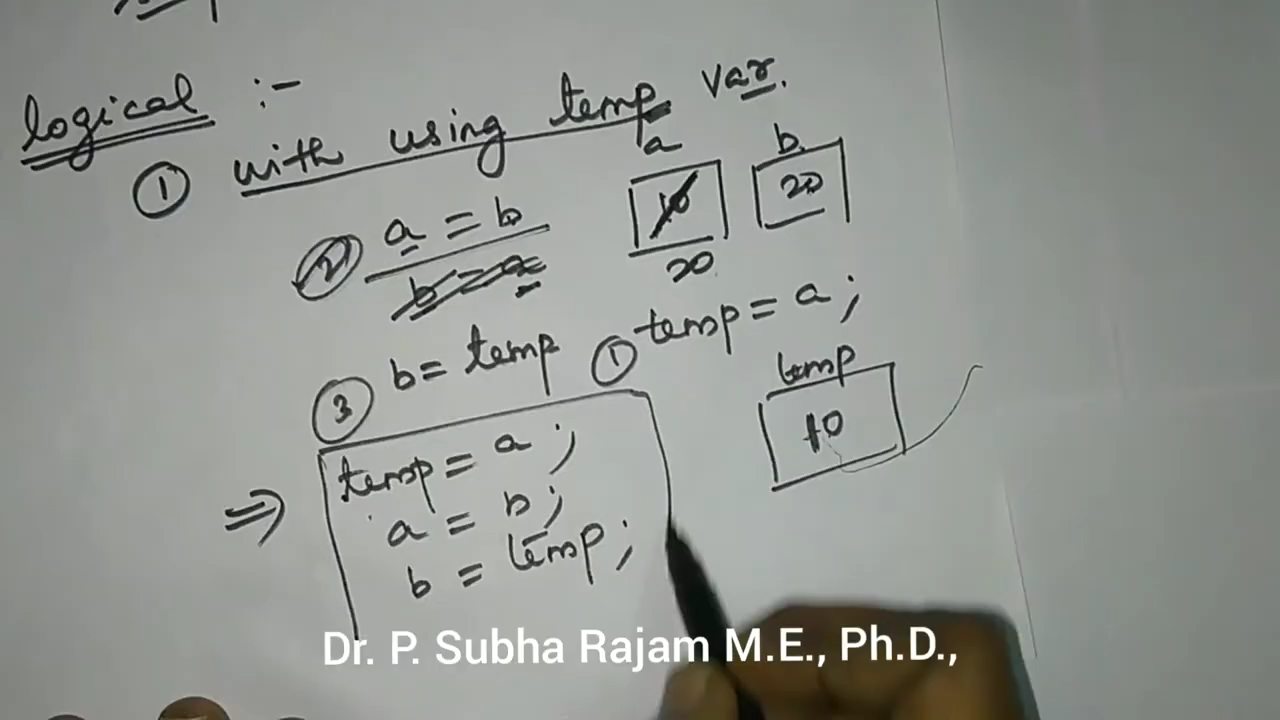 logical :-
① with using temp var.
a b
② a = b 10 20
b = a 20
① temp = a ;
③ b = temp
temp
10
⇒ temp = a ;
a = b ;
b = temp ;
Dr. P. Subha Rajam M.E., Ph.D.,